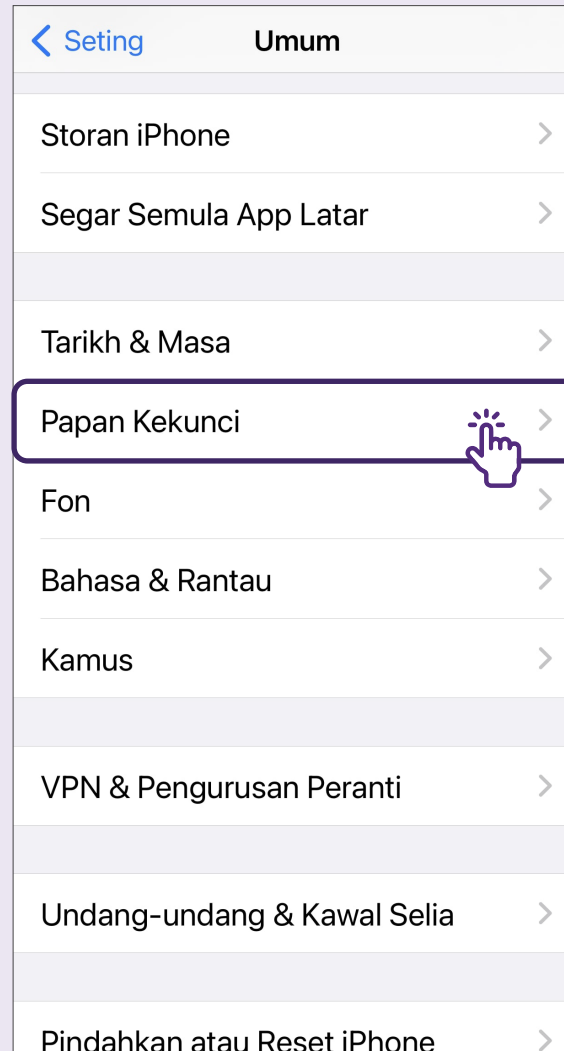 Seting
Umum
Storan iPhone
Segar Semula App Latar
Tarikh & Masa
Papan Kekunci
Fon
Bahasa & Rantau
Kamus
VPN & Pengurusan Peranti
Undang-undang & Kawal Selia
Pindahkan atau Reset iPhone